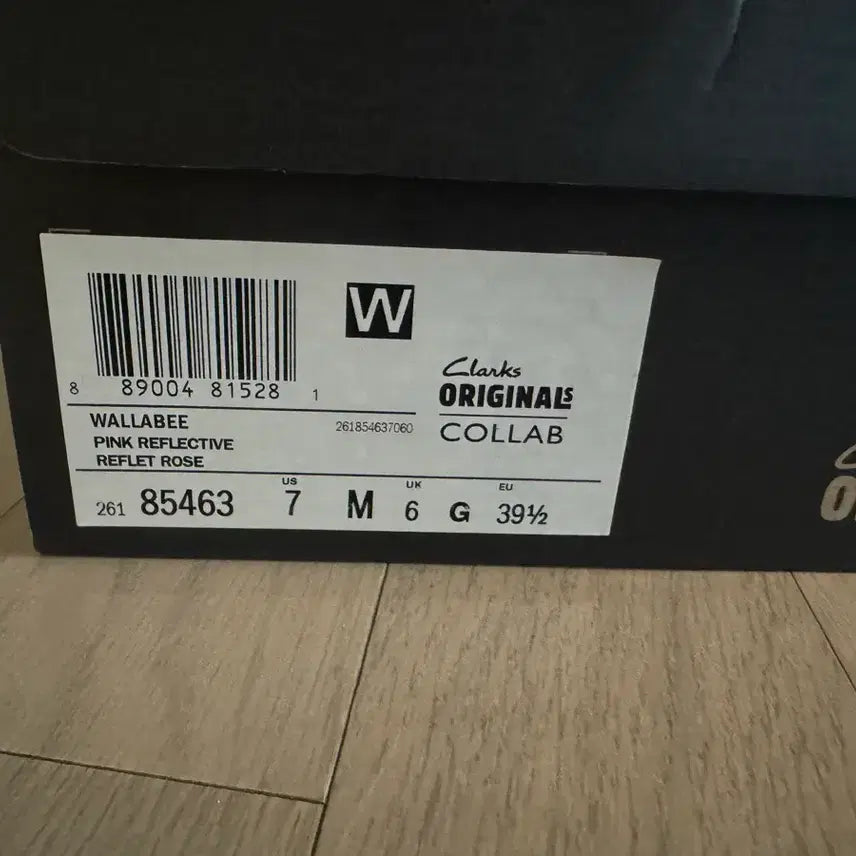 W
8 89004 81528 1
Clarks
ORIGINALS
COLLAB
WALLABEE 261854637060
PINK REFLECTIVE
REFLET ROSE
US UK EU
261 85463 7 M 6 G 39½